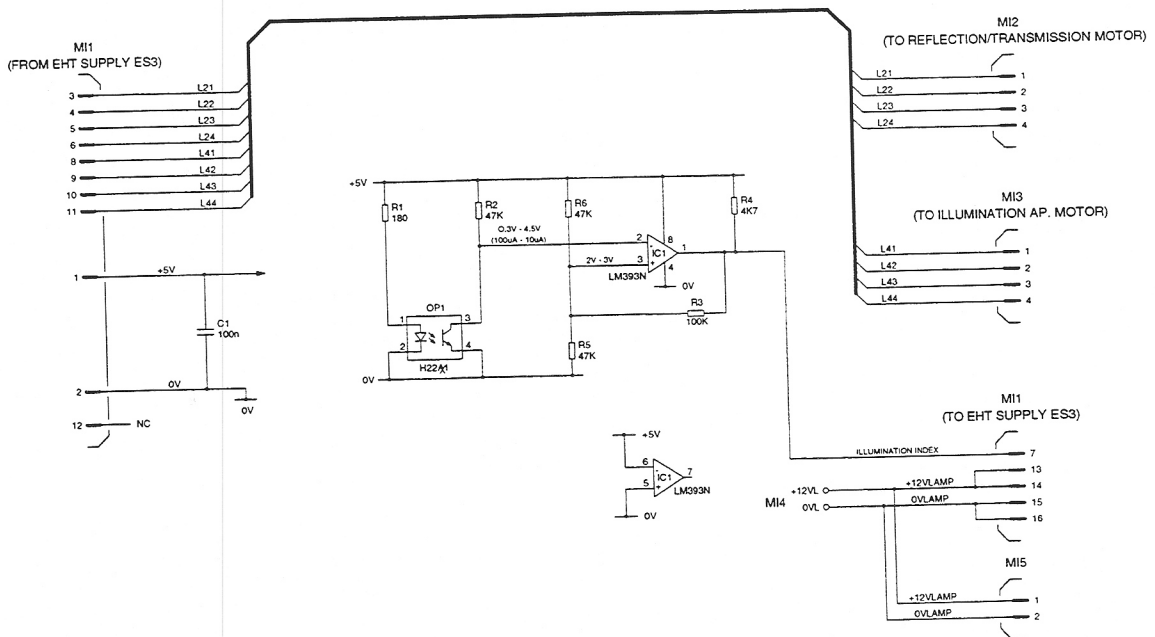 MI1
(FROM EHT SUPPLY ES3)
3 L21
4 L22
5 L23
6 L24
8 L41
9 L42
10 L43
11 L44
1 +5V
C1
100n
2 0V
0V
12 NC
MI2
(TO REFLECTION/TRANSMISSION MOTOR)
L21 1
L22 2
L23 3
L24 4
MI3
(TO ILLUMINATION AP. MOTOR)
L41 1
L42 2
L43 3
L44 4
+5V
R1
180
R2
47K
R6
47K
R4
4K7
0.3V - 4.5V
(100uA - 10uA)
2V - 3V
2
3
-
+
IC1
8
1
4
LM393N
0V
R3
100K
OP1
1
2
3
4
H22A1
R5
47K
0V
+5V
6
5
-
+
IC1
7
LM393N
0V
MI1
(TO EHT SUPPLY ES3)
ILLUMINATION INDEX 7
13
+12VLAMP 14
0VLAMP 15
16
MI4
+12VL
0VL
MI5
+12VLAMP 1
0VLAMP 2